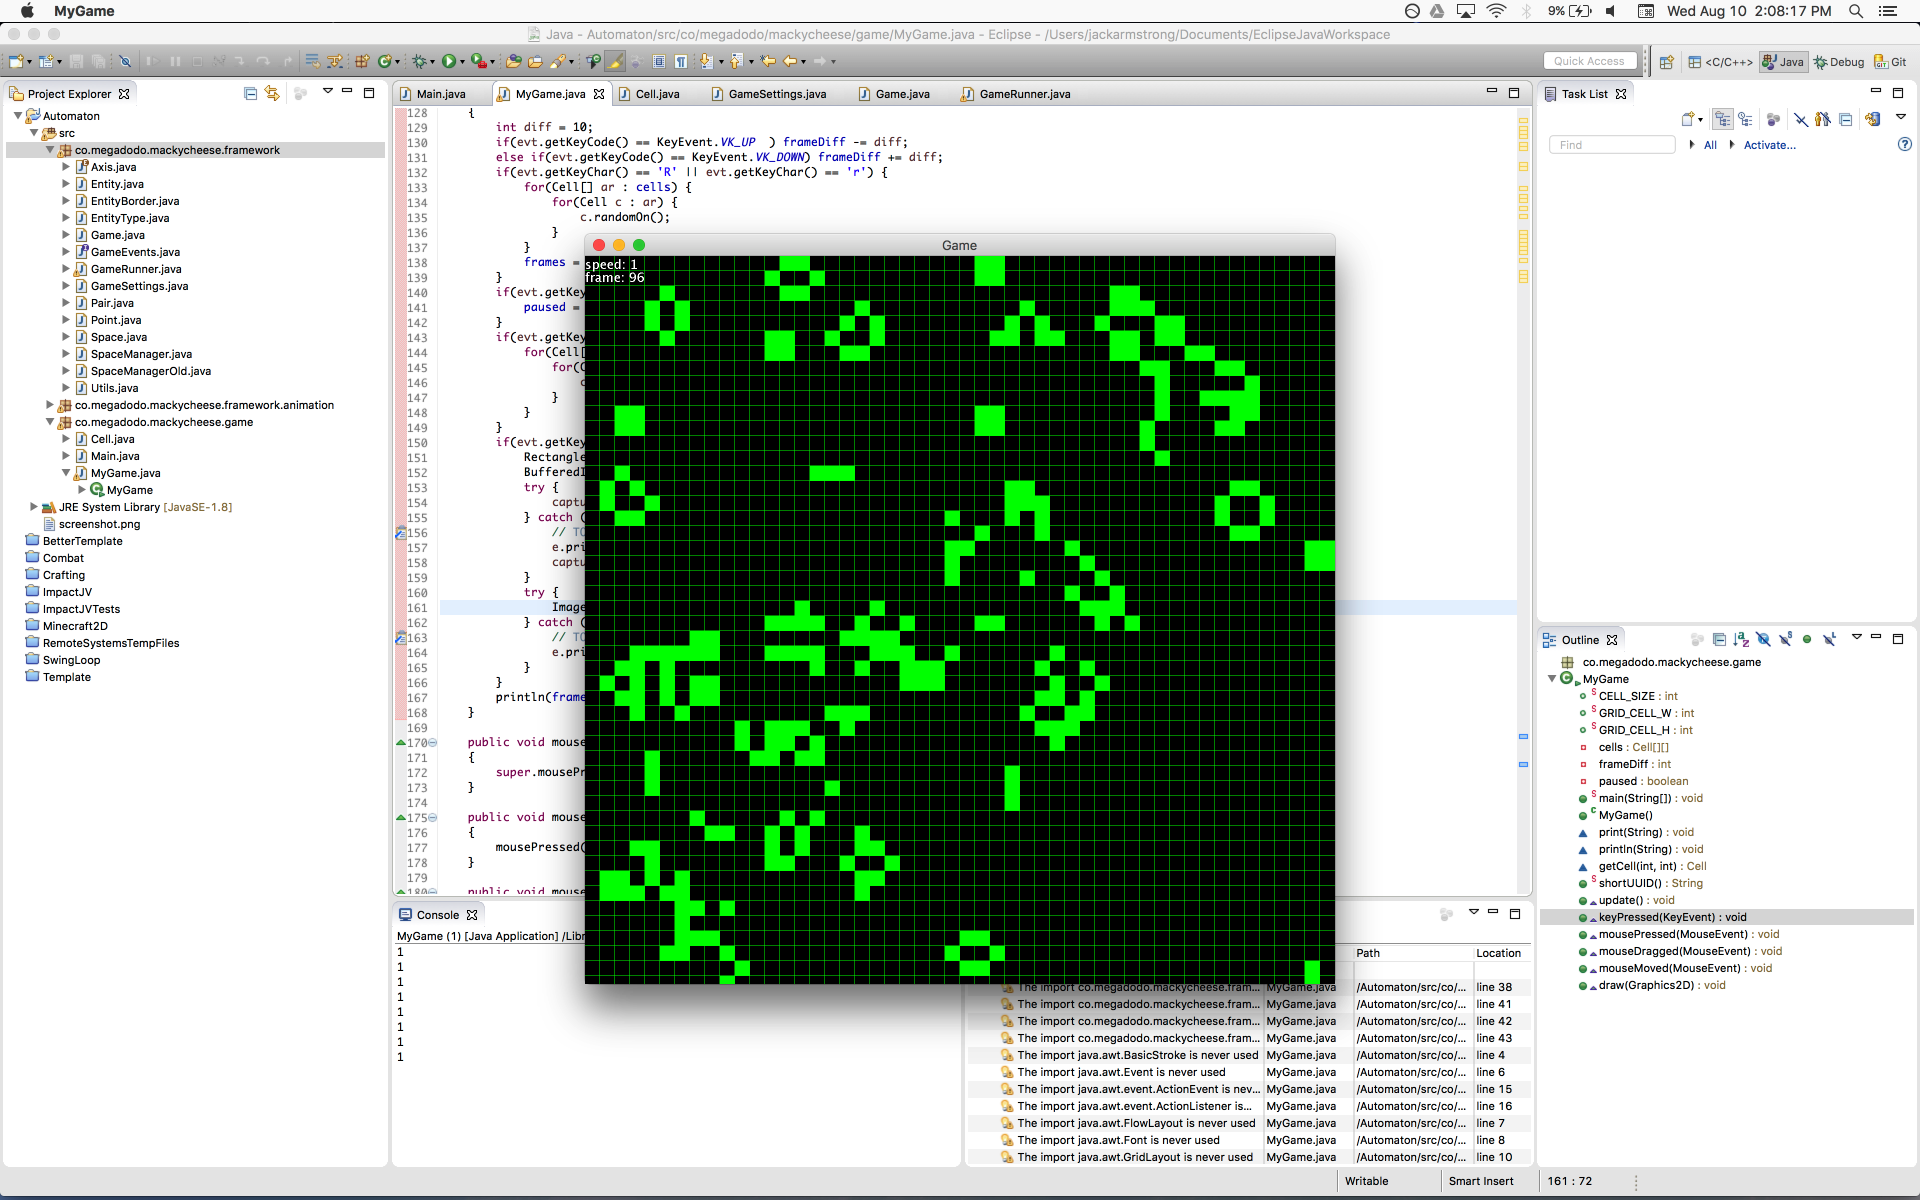 MyGame
9%
Wed Aug 10 2:08:17 PM
Java - Automaton/src/co/megadodo/mackycheese/game/MyGame.java - Eclipse - /Users/jackarmstrong/Documents/EclipseJavaWorkspace
Quick Access
<C/C++>
Java
Debug
Git
Project Explorer
Automaton
src
co.megadodo.mackycheese.framework
Axis.java
Entity.java
EntityBorder.java
EntityType.java
Game.java
GameEvents.java
GameRunner.java
GameSettings.java
Pair.java
Point.java
Space.java
SpaceManager.java
SpaceManagerOld.java
Utils.java
co.megadodo.mackycheese.framework.animation
co.megadodo.mackycheese.game
Cell.java
Main.java
MyGame.java
MyGame
JRE System Library [JavaSE-1.8]
screenshot.png
BetterTemplate
Combat
Crafting
ImpactJV
ImpactJVTests
Minecraft2D
RemoteSystemsTempFiles
SwingLoop
Template
Main.java
MyGame.java
Cell.java
GameSettings.java
Game.java
GameRunner.java
128 {
129 int diff = 10;
130 if(evt.getKeyCode() == KeyEvent.VK_UP ) frameDiff -= diff;
131 else if(evt.getKeyCode() == KeyEvent.VK_DOWN) frameDiff += diff;
132 if(evt.getKeyChar() == 'R' || evt.getKeyChar() == 'r') {
133 for(Cell[] ar : cells) {
134 for(Cell c : ar) {
135 c.randomOn();
136 }
137 }
138 frames =
139 }
140 if(evt.getKey
141 paused =
142 }
143 if(evt.getKey
144 for(Cell[
145 for(C
146 c
147 }
148 }
149 }
150 if(evt.getKey
151 Rectangle
152 BufferedI
153 try {
154 captu
155 } catch (
156 // TO
157 e.pri
158 captu
159 }
160 try {
161 Image
162 } catch (
163 // TO
164 e.pri
165 }
166 }
167 println(frame
168 }
169
170 public void mouse
171 {
172 super.mousePr
173 }
174
175 public void mouse
176 {
177 mousePressed(
178 }
179
180 public void mouse
Game
speed: 1
frame: 96
Console
MyGame (1) [Java Application] /Libr
1
1
1
1
1
1
1
1
Path
Location
The import co.megadodo.mackycheese.fram... MyGame.java /Automaton/src/co/... line 38
The import co.megadodo.mackycheese.fram... MyGame.java /Automaton/src/co/... line 41
The import co.megadodo.mackycheese.fram... MyGame.java /Automaton/src/co/... line 42
The import co.megadodo.mackycheese.fram... MyGame.java /Automaton/src/co/... line 43
The import java.awt.BasicStroke is never used MyGame.java /Automaton/src/co/... line 4
The import java.awt.Event is never used MyGame.java /Automaton/src/co/... line 6
The import java.awt.event.ActionEvent is nev... MyGame.java /Automaton/src/co/... line 15
The import java.awt.event.ActionListener is... MyGame.java /Automaton/src/co/... line 16
The import java.awt.FlowLayout is never used MyGame.java /Automaton/src/co/... line 7
The import java.awt.Font is never used MyGame.java /Automaton/src/co/... line 8
The import java.awt.GridLayout is never used MyGame.java /Automaton/src/co/... line 10
Task List
Find
All
Activate...
Outline
co.megadodo.mackycheese.game
MyGame
CELL_SIZE : int
GRID_CELL_W : int
GRID_CELL_H : int
cells : Cell[][]
frameDiff : int
paused : boolean
main(String[]) : void
MyGame()
print(String) : void
println(String) : void
getCell(int, int) : Cell
shortUUID() : String
update() : void
keyPressed(KeyEvent) : void
mousePressed(MouseEvent) : void
mouseDragged(MouseEvent) : void
mouseMoved(MouseEvent) : void
draw(Graphics2D) : void
Writable
Smart Insert
161 : 72